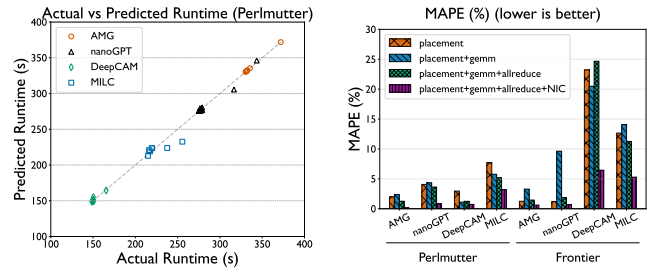 Actual vs Predicted Runtime (Perlmutter)
400
350
300
250
200
150
100
100
150
200
250
300
350
400
Predicted Runtime (s)
Actual Runtime (s)
AMG
nanoGPT
DeepCAM
MILC
MAPE (%) (lower is better)
30
25
20
15
10
5
0
MAPE (%)
placement
placement+gemm
placement+gemm+allreduce
placement+gemm+allreduce+NIC
AMG
nanoGPT
DeepCAM
MILC
AMG
nanoGPT
DeepCAM
MILC
Perlmutter
Frontier